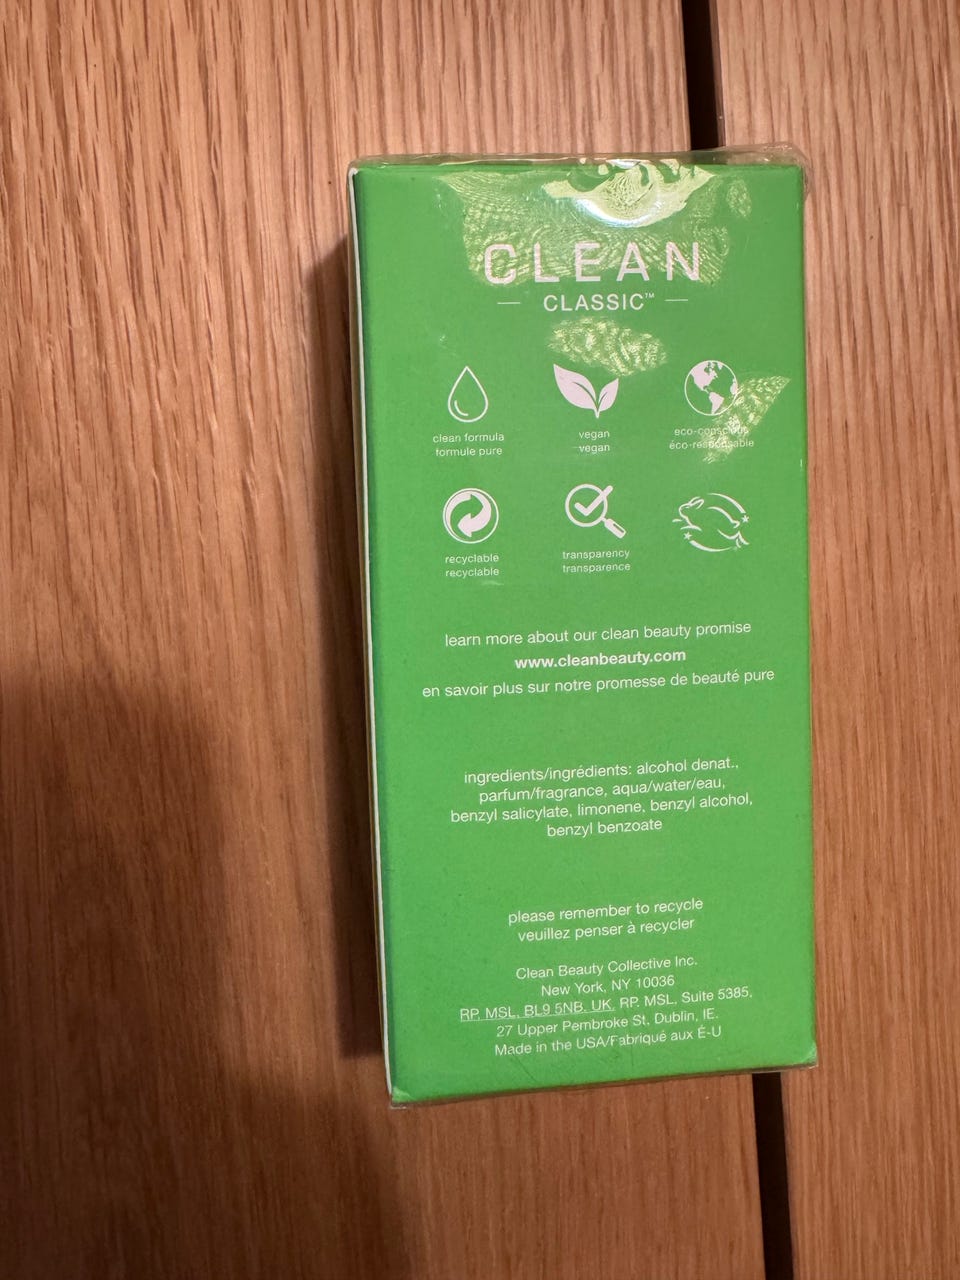 CLEAN
CLASSIC™
clean formula
formule pure
vegan
vegan
eco-conscious
éco-responsable
recyclable
recyclable
transparency
transparence
learn more about our clean beauty promise
www.cleanbeauty.com
en savoir plus sur notre promesse de beauté pure
ingredients/ingrédients: alcohol denat.,
parfum/fragrance, aqua/water/eau,
benzyl salicylate, limonene, benzyl alcohol,
benzyl benzoate
please remember to recycle
veuillez penser à recycler
Clean Beauty Collective Inc.
New York, NY 10036
RP, MSL, BL9 5NB. UK, RP. MSL, Suite 5385,
27 Upper Pembroke St, Dublin, IE.
Made in the USA/Fabriqué aux É-U